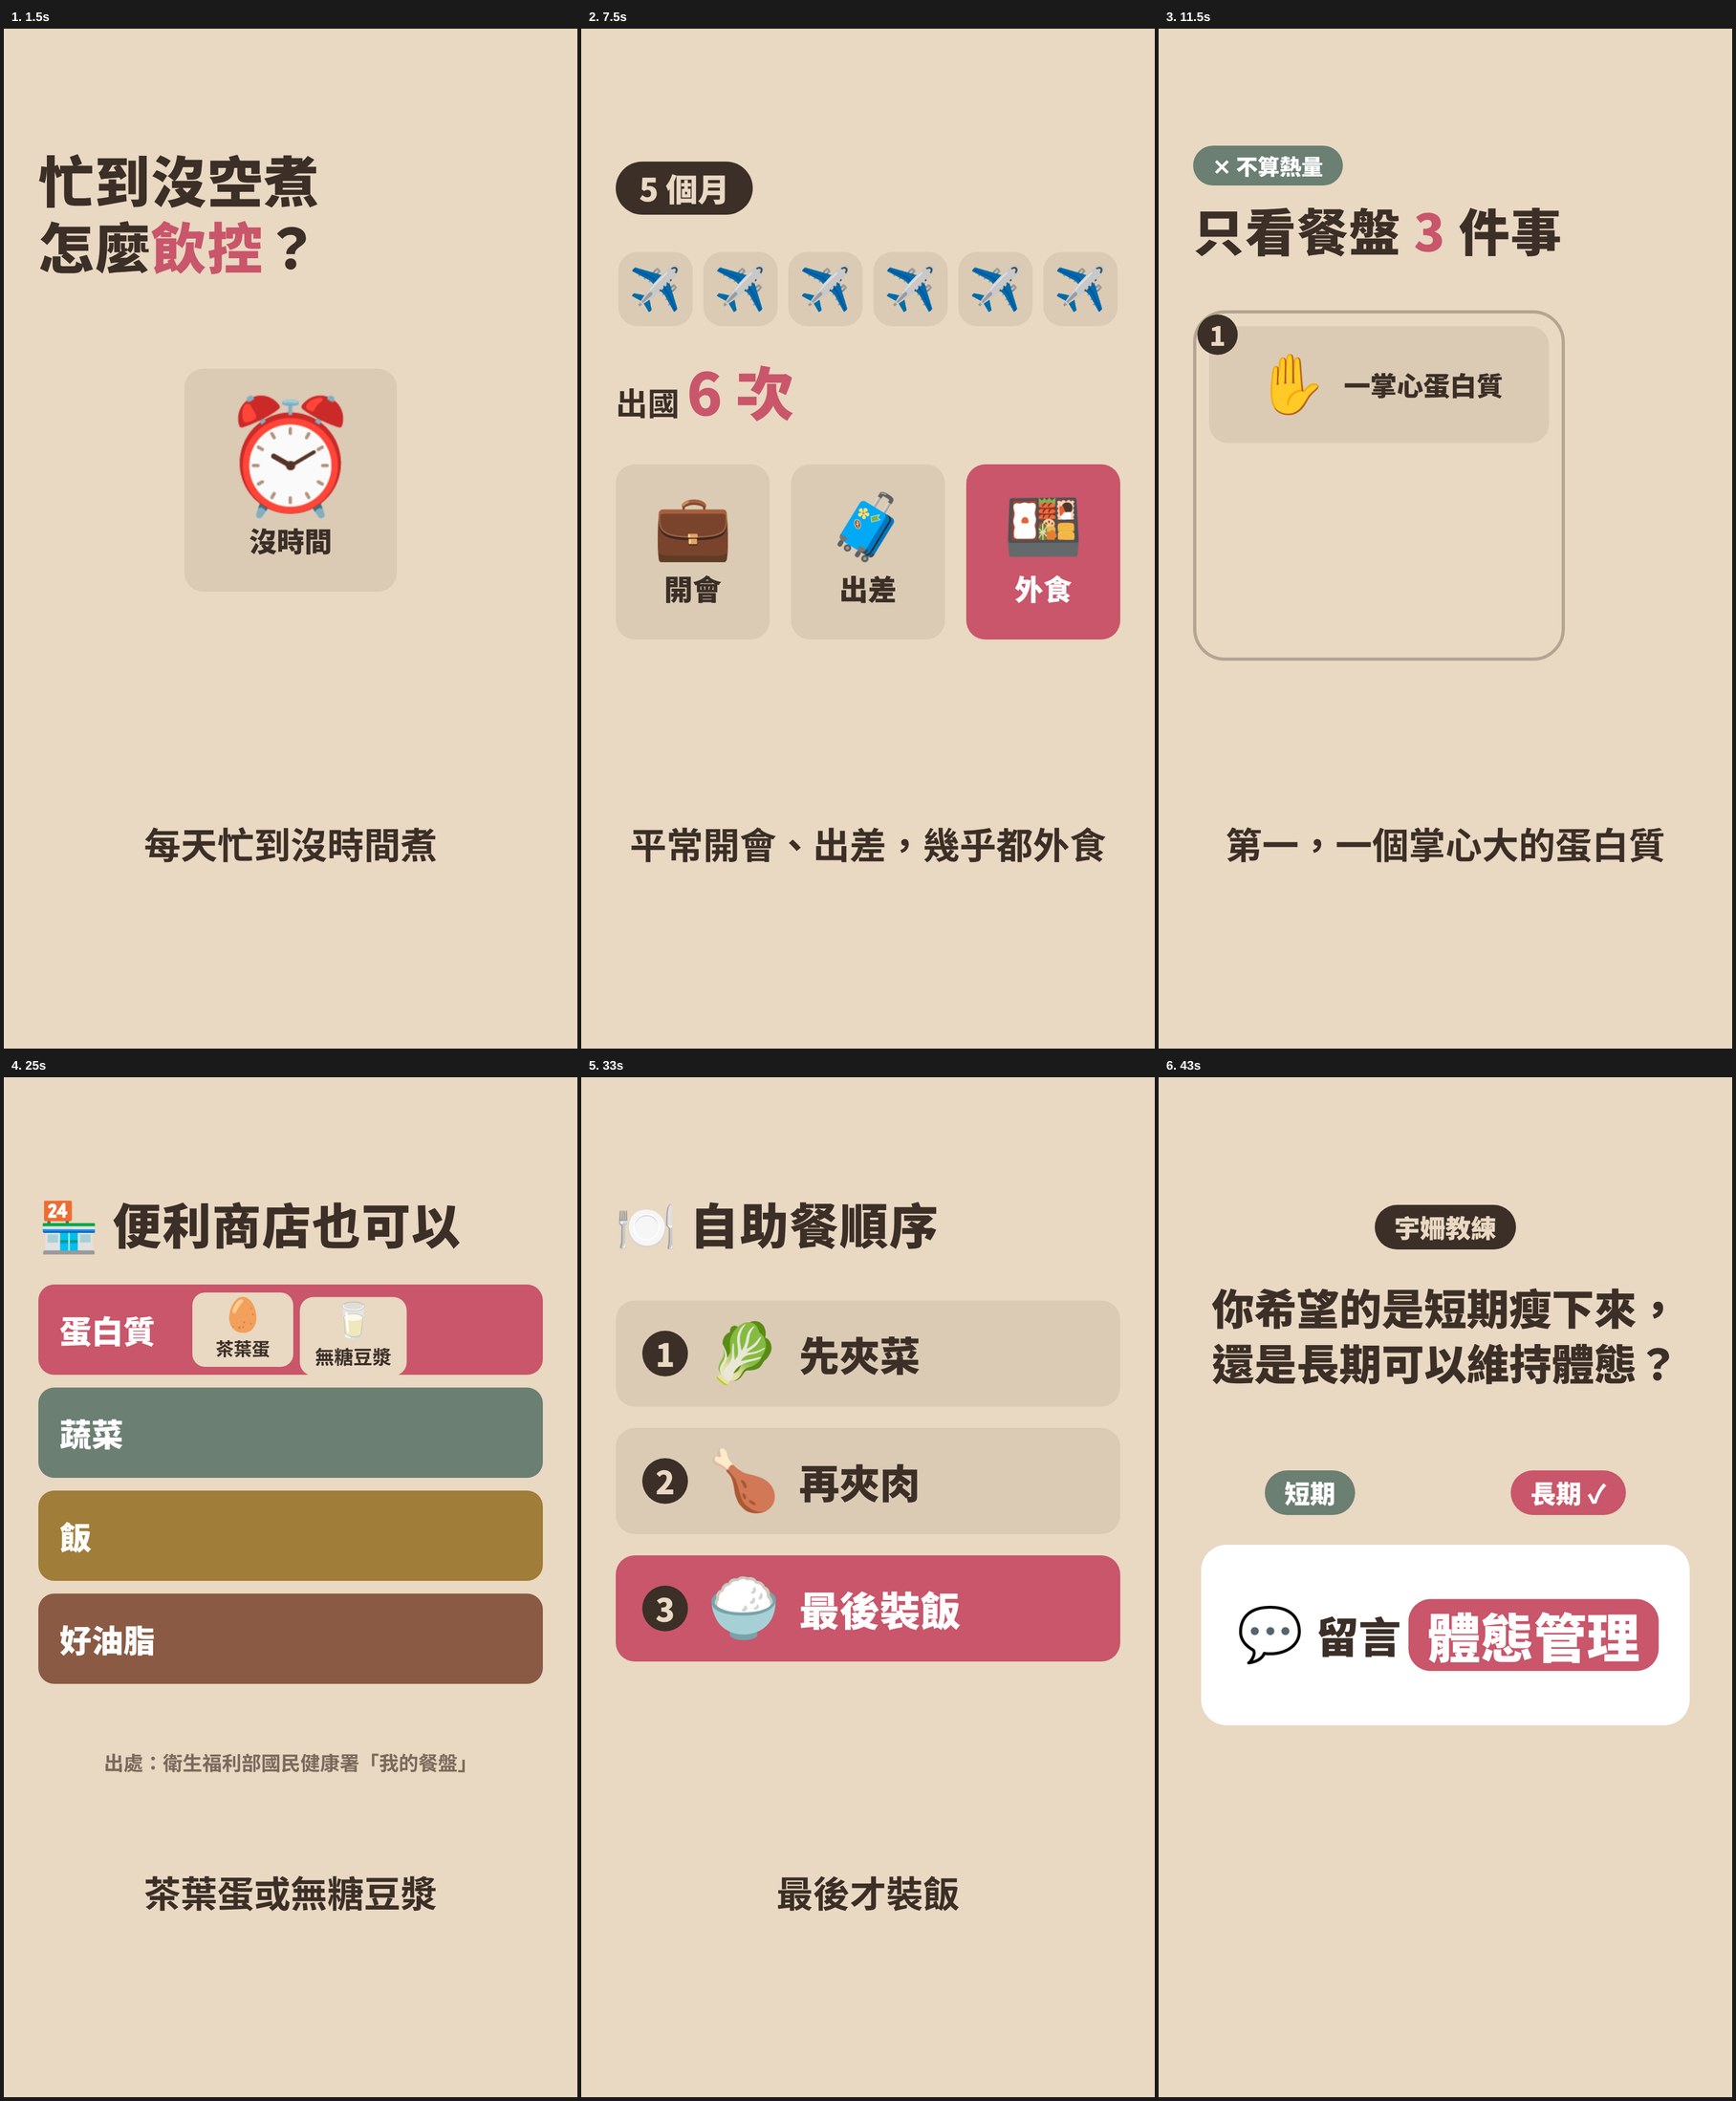 1. 1.5s
忙到沒空煮
怎麼飲控？
沒時間
每天忙到沒時間煮
2. 7.5s
5 個月
出國 6 次
開會
出差
外食
平常開會、出差，幾乎都外食
3. 11.5s
× 不算熱量
只看餐盤 3 件事
1
一掌心蛋白質
第一，一個掌心大的蛋白質
4. 25s
24
便利商店也可以
蛋白質
茶葉蛋
無糖豆漿
蔬菜
飯
好油脂
出處：衛生福利部國民健康署「我的餐盤」
茶葉蛋或無糖豆漿
5. 33s
自助餐順序
1 先夾菜
2 再夾肉
3 最後裝飯
最後才裝飯
6. 43s
宇姍教練
你希望的是短期瘦下來，
還是長期可以維持體態？
短期
長期 ✓
留言 體態管理